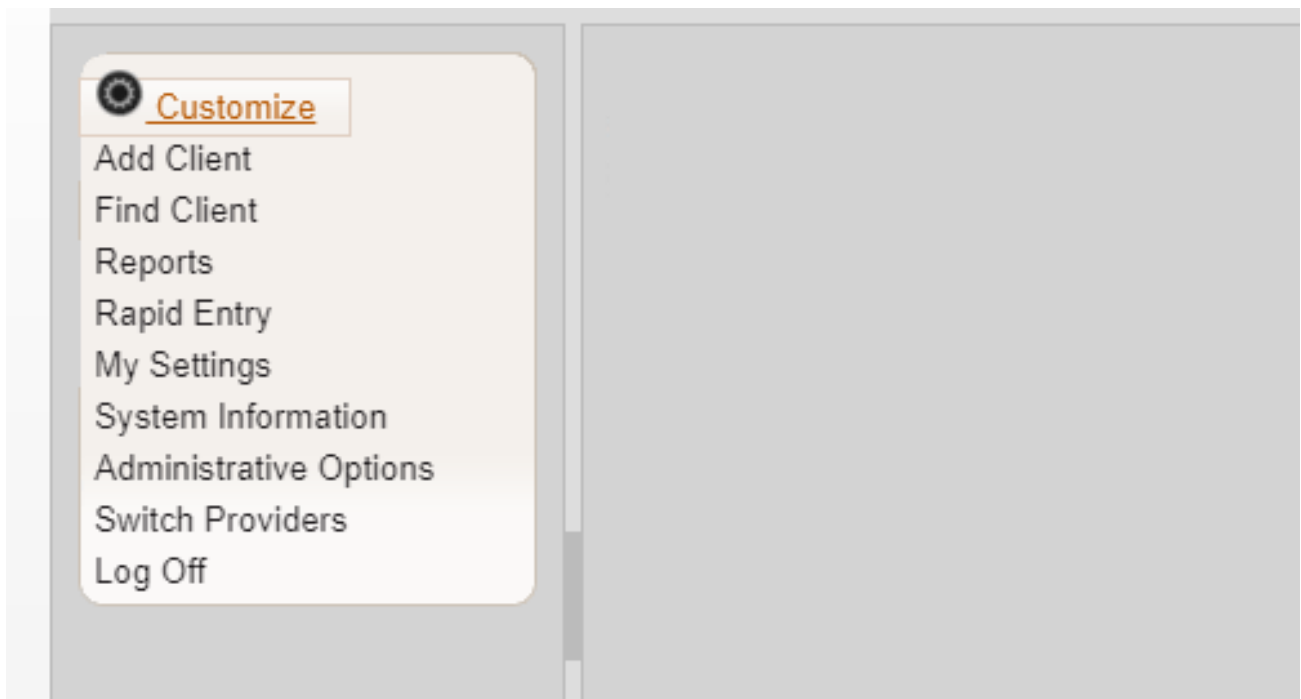 Customize
Add Client
Find Client
Reports
Rapid Entry
My Settings
System Information
Administrative Options
Switch Providers
Log Off